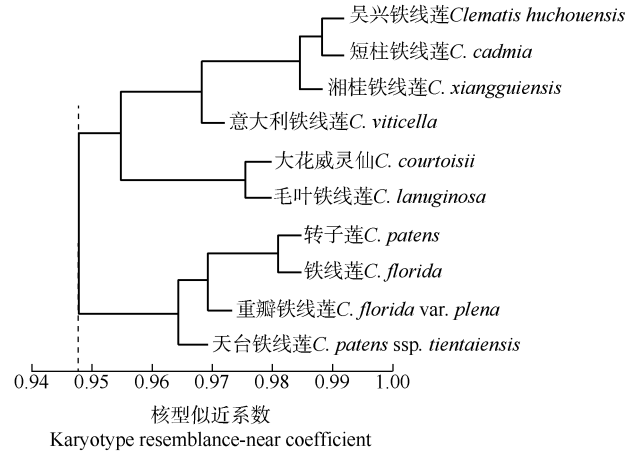 吴兴铁线莲Clematis huchouensis
短柱铁线莲C. cadmia
湘桂铁线莲C. xiangguiensis
意大利铁线莲C. viticella
大花威灵仙C. courtoisii
毛叶铁线莲C. lanuginosa
转子莲C. patens
铁线莲C. florida
重瓣铁线莲C. florida var. plena
天台铁线莲C. patens ssp. tientaiensis
0.94 0.95 0.96 0.97 0.98 0.99 1.00
核型似近系数
Karyotype resemblance-near coefficient